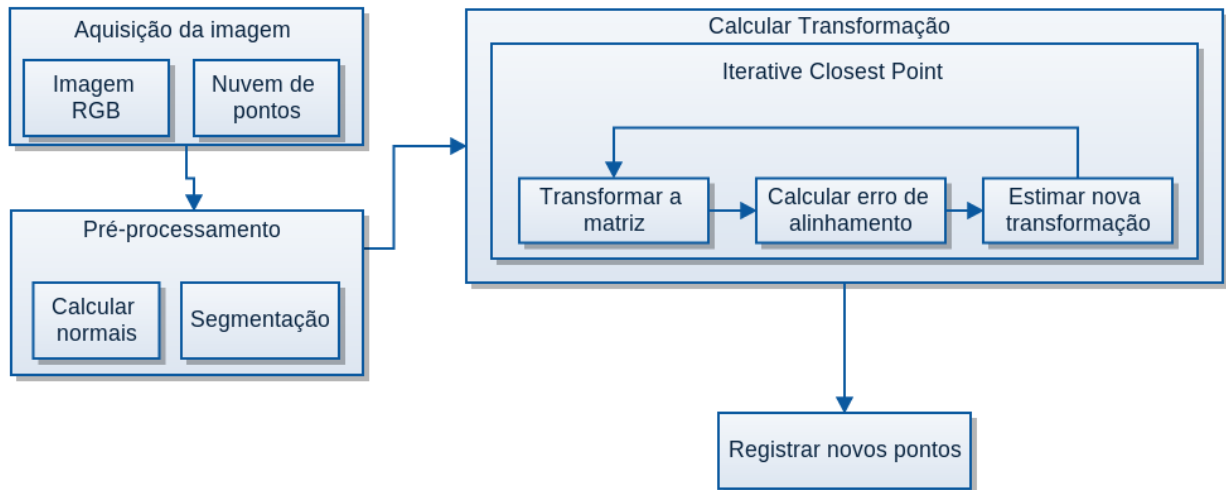 Aquisição da imagem
Imagem
RGB
Nuvem de
pontos
Pré-processamento
Calcular
normais
Segmentação
Calcular Transformação
Iterative Closest Point
Transformar a
matriz
Calcular erro de
alinhamento
Estimar nova
transformação
Registrar novos pontos